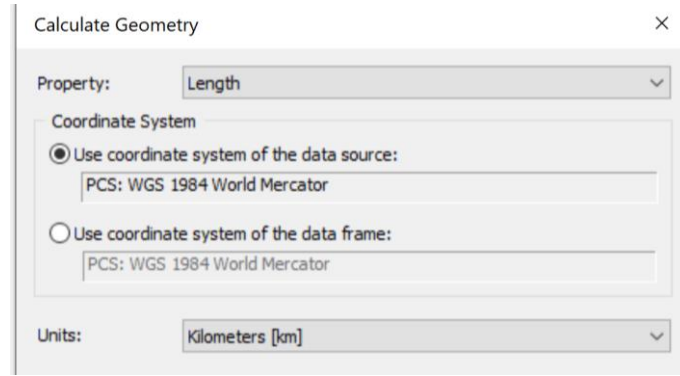 Calculate Geometry
Property: Length
Coordinate System
Use coordinate system of the data source:
PCS: WGS 1984 World Mercator
Use coordinate system of the data frame:
PCS: WGS 1984 World Mercator
Units: Kilometers [km]